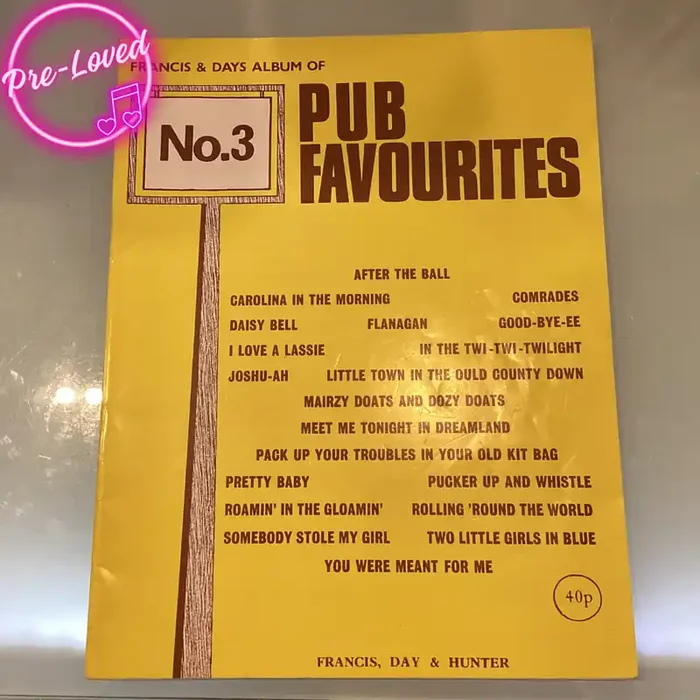 Pre-Loved
FRANCIS & DAYS ALBUM OF
No.3
PUB
FAVOURITES
AFTER THE BALL
CAROLINA IN THE MORNING COMRADES
DAISY BELL FLANAGAN GOOD-BYE-EE
I LOVE A LASSIE IN THE TWI-TWI-TWILIGHT
JOSHU-AH LITTLE TOWN IN THE OULD COUNTY DOWN
MAIRZY DOATS AND DOZY DOATS
MEET ME TONIGHT IN DREAMLAND
PACK UP YOUR TROUBLES IN YOUR OLD KIT BAG
PRETTY BABY PUCKER UP AND WHISTLE
ROAMIN' IN THE GLOAMIN' ROLLING 'ROUND THE WORLD
SOMEBODY STOLE MY GIRL TWO LITTLE GIRLS IN BLUE
YOU WERE MEANT FOR ME
40p
FRANCIS, DAY & HUNTER